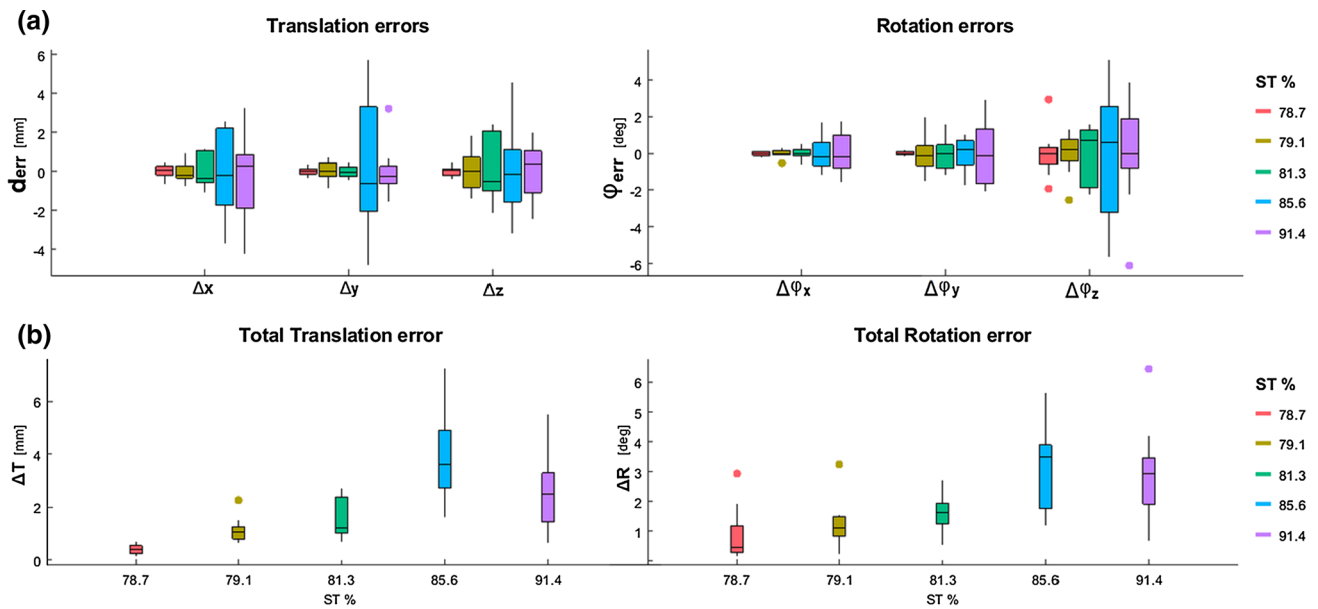 (a)
Translation errors
Rotation errors
derr [mm]
6
4
2
0
-2
-4
Δx
Δy
Δz
φerr [deg]
4
2
0
-2
-4
-6
Δφx
Δφy
Δφz
ST %
78.7
79.1
81.3
85.6
91.4
(b)
Total Translation error
Total Rotation error
ΔT [mm]
6
4
2
0
78.7 79.1 81.3 85.6 91.4
ST %
ΔR [deg]
6
5
4
3
2
1
78.7 79.1 81.3 85.6 91.4
ST %
ST %
78.7
79.1
81.3
85.6
91.4